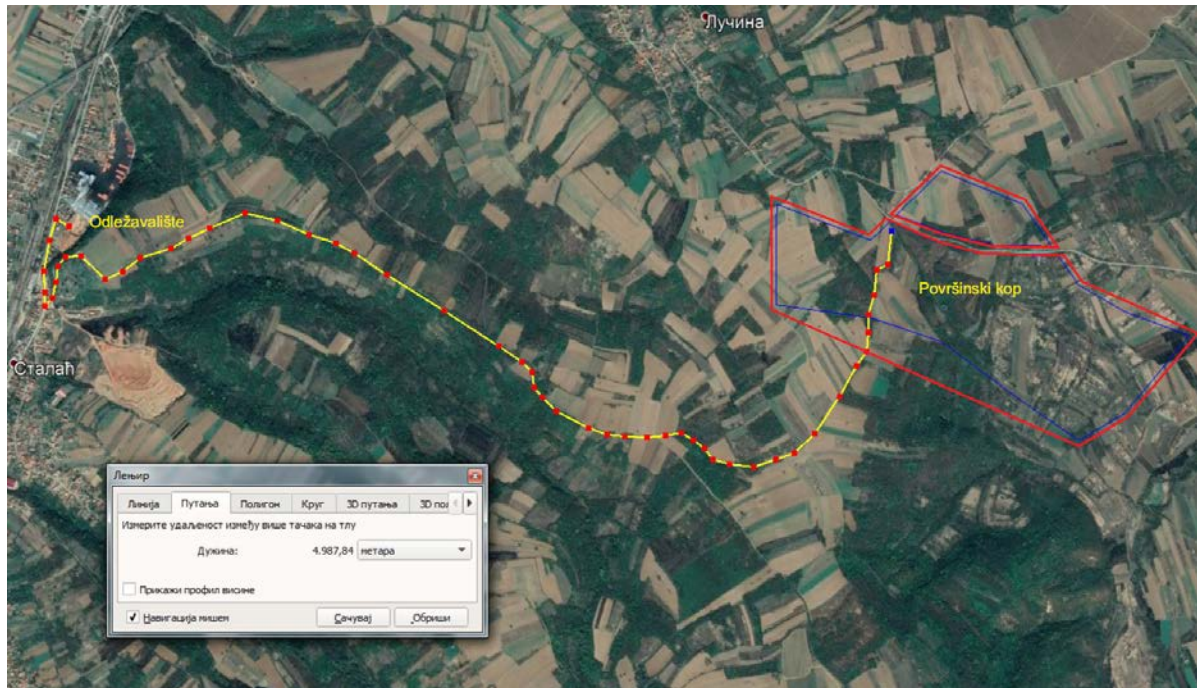 Лучина
Odležavalište
Površinski kop
Сталаћ
Лењир
Линија Путања Полигон Круг 3D путања 3D пол
Измерите удаљеност између више тачака на тлу
Дужина: 4.987,84 метара
Прикажи профил висине
Навигација мишем Сачувај Обриши